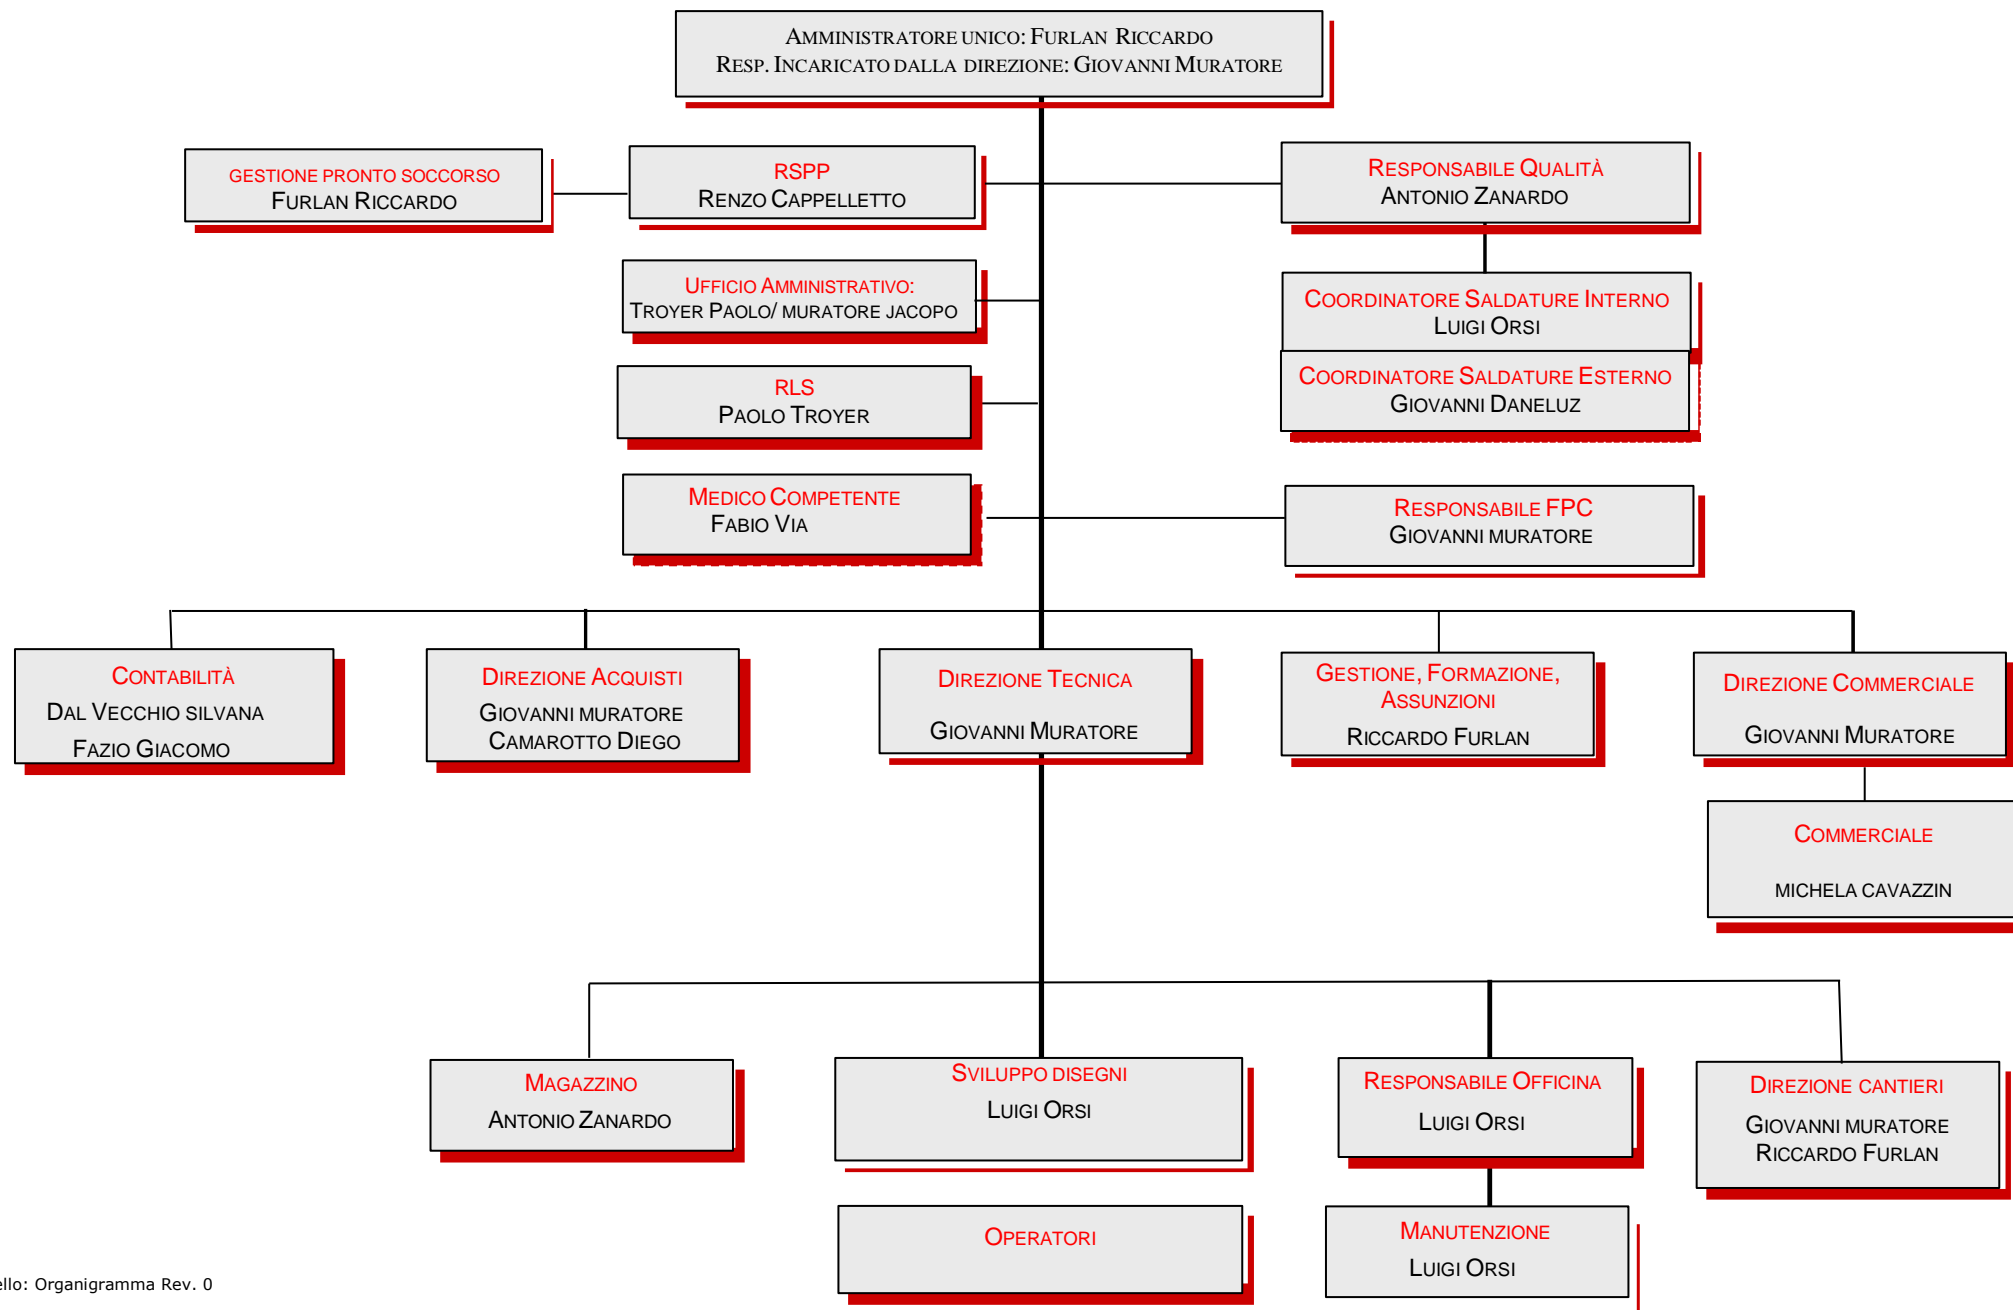 AMMINISTRATORE UNICO: FURLAN RICCARDO
RESP. INCARICATO DALLA DIREZIONE: GIOVANNI MURATORE
GESTIONE PRONTO SOCCORSO
FURLAN RICCARDO
RSPP
RENZO CAPPELLETTO
RESPONSABILE QUALITÀ
ANTONIO ZANARDO
UFFICIO AMMINISTRATIVO:
TROYER PAOLO/ MURATORE JACOPO
COORDINATORE SALDATURE INTERNO
LUIGI ORSI
RLS
PAOLO TROYER
COORDINATORE SALDATURE ESTERNO
GIOVANNI DANELUZ
MEDICO COMPETENTE
FABIO VIA
RESPONSABILE FPC
GIOVANNI MURATORE
CONTABILITÀ
DAL VECCHIO SILVANA
FAZIO GIACOMO
DIREZIONE ACQUISTI
GIOVANNI MURATORE
CAMAROTTO DIEGO
DIREZIONE TECNICA
GIOVANNI MURATORE
GESTIONE, FORMAZIONE,
ASSUNZIONI
RICCARDO FURLAN
DIREZIONE COMMERCIALE
GIOVANNI MURATORE
COMMERCIALE
MICHELA CAVAZZIN
MAGAZZINO
ANTONIO ZANARDO
SVILUPPO DISEGNI
LUIGI ORSI
RESPONSABILE OFFICINA
LUIGI ORSI
DIREZIONE CANTIERI
GIOVANNI MURATORE
RICCARDO FURLAN
OPERATORI
MANUTENZIONE
LUIGI ORSI
ello: Organigramma Rev. 0